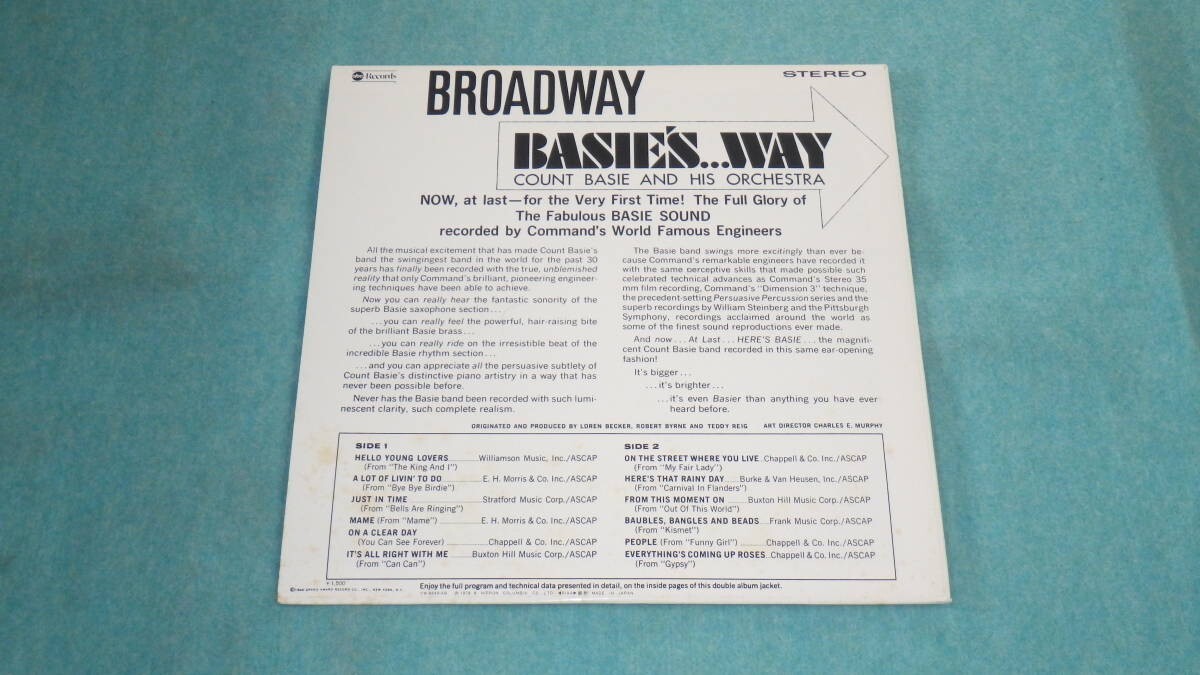 abc Records
STEREO
BROADWAY
BASIE'S...WAY
COUNT BASIE AND HIS ORCHESTRA
NOW, at last—for the Very First Time! The Full Glory of
The Fabulous BASIE SOUND
recorded by Command's World Famous Engineers
All the musical excitement that has made Count Basie's
band the swingingest band in the world for the past 30
years has finally been recorded with the true, unblemished
reality that only Command's brilliant, pioneering engineer-
ing techniques have been able to achieve.
Now you can really hear the fantastic sonority of the
superb Basie saxophone section...
...you can really feel the powerful, hair-raising bite
of the brilliant Basie brass...
...you can really ride on the irresistible beat of the
incredible Basie rhythm section...
...and you can appreciate all the persuasive subtlety of
Count Basie's distinctive piano artistry in a way that has
never been possible before.
Never has the Basie band been recorded with such lumi-
nescent clarity, such complete realism.
The Basie band swings more excitingly than ever be-
cause Command's remarkable engineers have recorded it
with the same perceptive skills that made possible such
celebrated technical advances as Command's Stereo 35
mm film recording, Command's "Dimension 3" technique,
the precedent-setting Persuasive Percussion series and the
superb recordings by William Steinberg and the Pittsburgh
Symphony, recordings acclaimed around the world as
some of the finest sound reproductions ever made.
And now...At Last...HERE'S BASIE...the magnifi-
cent Count Basie band recorded in this same ear-opening
fashion!
It's bigger...
...it's brighter...
...it's even Basier than anything you have ever
heard before.
ORIGINATED AND PRODUCED BY LOREN BECKER, ROBERT BYRNE AND TEDDY REIG ART DIRECTOR CHARLES E. MURPHY
SIDE 1
HELLO YOUNG LOVERS Williamson Music, Inc./ASCAP
(From "The King And I")
A LOT OF LIVIN' TO DO E. H. Morris & Co. Inc./ASCAP
(From "Bye Bye Birdie")
JUST IN TIME Stratford Music Corp./ASCAP
(From "Bells Are Ringing")
MAME (From "Mame") E. H. Morris & Co. Inc./ASCAP
ON A CLEAR DAY
(You Can See Forever) Chappell & Co. Inc./ASCAP
IT'S ALL RIGHT WITH ME Buxton Hill Music Corp./ASCAP
(From "Can Can")
SIDE 2
ON THE STREET WHERE YOU LIVE Chappell & Co. Inc./ASCAP
(From "My Fair Lady")
HERE'S THAT RAINY DAY Burke & Van Heusen, Inc./ASCAP
(From "Carnival In Flanders")
FROM THIS MOMENT ON Buxton Hill Music Corp./ASCAP
(From "Out Of This World")
BAUBLES, BANGLES AND BEADS Frank Music Corp./ASCAP
(From "Kismet")
PEOPLE (From "Funny Girl") Chappell & Co. Inc./ASCAP
EVERYTHING'S COMING UP ROSES Chappell & Co. Inc./ASCAP
(From "Gypsy")
¥1,500
Enjoy the full program and technical data presented in detail, on the inside pages of this double album jacket.
NIPPON COLUMBIA CO., LTD. MADE IN JAPAN